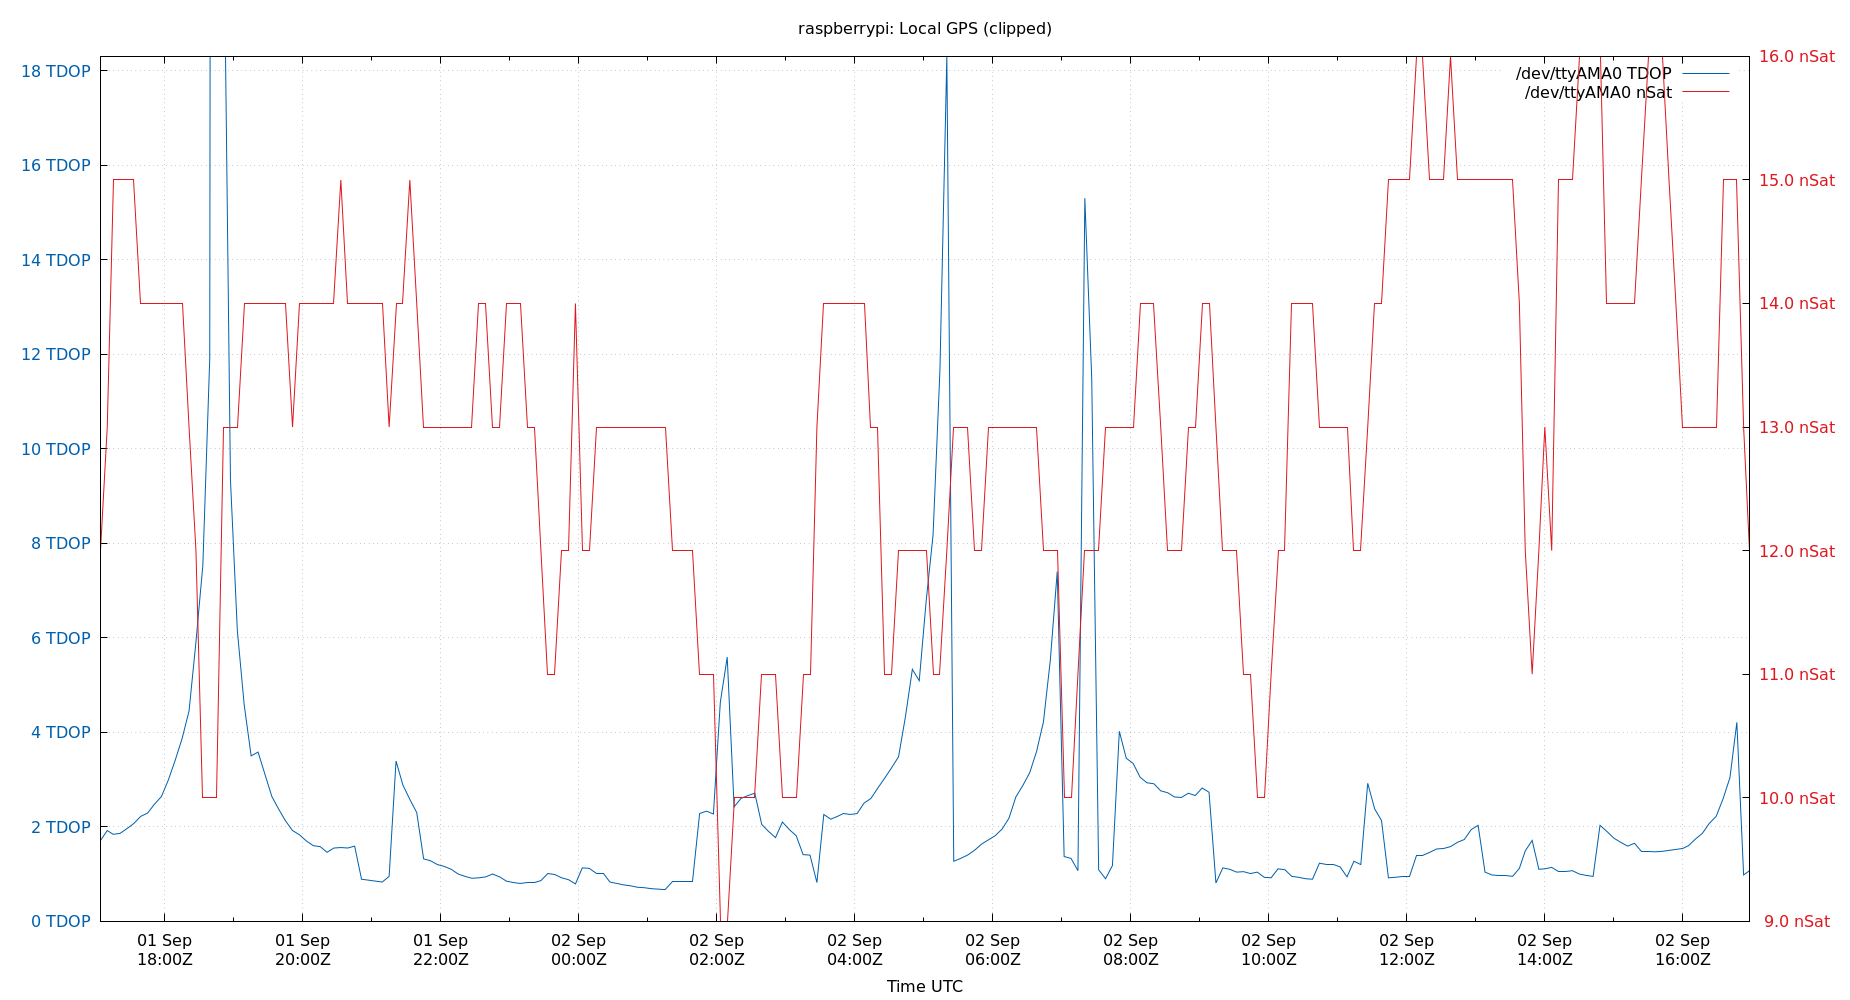 raspberrypi: Local GPS (clipped)
18 TDOP
16 TDOP
14 TDOP
12 TDOP
10 TDOP
8 TDOP
6 TDOP
4 TDOP
2 TDOP
0 TDOP
16.0 nSat
15.0 nSat
14.0 nSat
13.0 nSat
12.0 nSat
11.0 nSat
10.0 nSat
9.0 nSat
/dev/ttyAMA0 TDOP
/dev/ttyAMA0 nSat
01 Sep
18:00Z
01 Sep
20:00Z
01 Sep
22:00Z
02 Sep
00:00Z
02 Sep
02:00Z
02 Sep
04:00Z
02 Sep
06:00Z
02 Sep
08:00Z
02 Sep
10:00Z
02 Sep
12:00Z
02 Sep
14:00Z
02 Sep
16:00Z
Time UTC